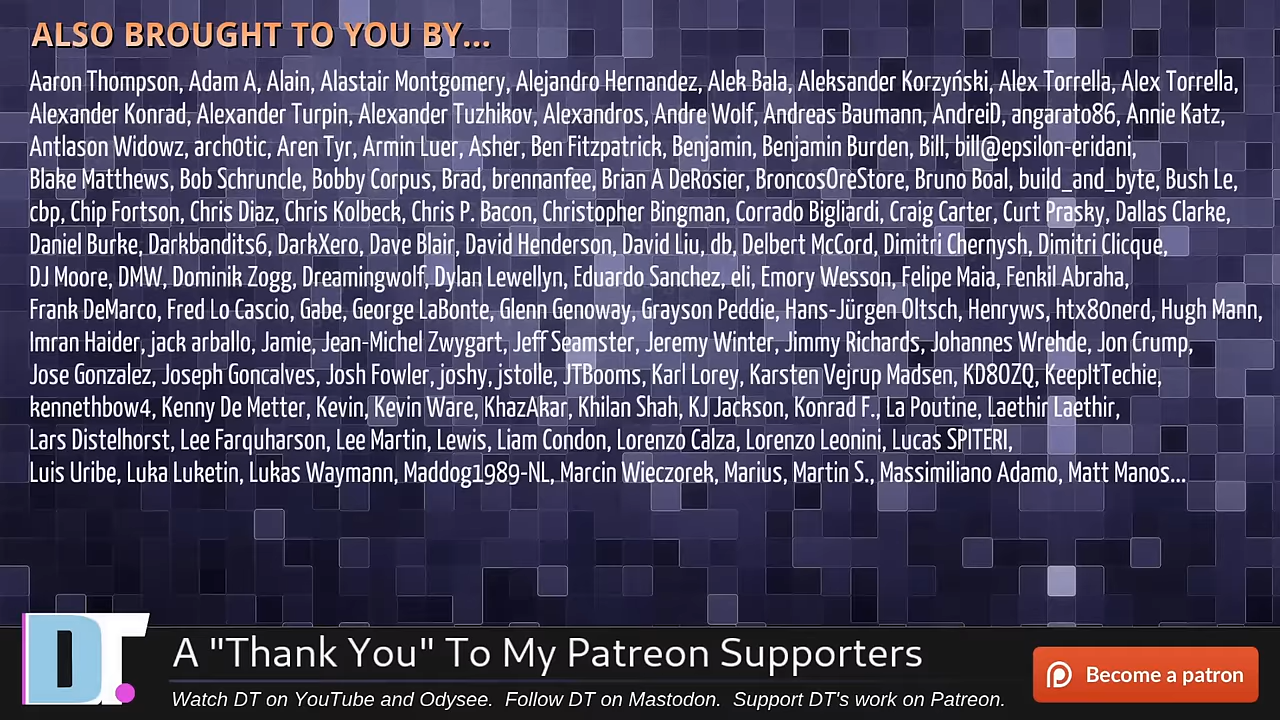 ALSO BROUGHT TO YOU BY...
Aaron Thompson, Adam A, Alain, Alastair Montgomery, Alejandro Hernandez, Alek Bala, Aleksander Korzyński, Alex Torrella, Alex Torrella,
Alexander Konrad, Alexander Turpin, Alexander Tuzhikov, Alexandros, Andre Wolf, Andreas Baumann, AndreiD, angarato86, Annie Katz,
Antlason Widowz, arch0tic, Aren Tyr, Armin Luer, Asher, Ben Fitzpatrick, Benjamin, Benjamin Burden, Bill, bill@epsilon-eridani,
Blake Matthews, Bob Schruncle, Bobby Corpus, Brad, brennanfee, Brian A DeRosier, BroncosOreStore, Bruno Boal, build_and_byte, Bush Le,
cbp, Chip Fortson, Chris Diaz, Chris Kolbeck, Chris P. Bacon, Christopher Bingman, Corrado Bigliardi, Craig Carter, Curt Prasky, Dallas Clarke,
Daniel Burke, Darkbandits6, DarkXero, Dave Blair, David Henderson, David Liu, db, Delbert McCord, Dimitri Chernysh, Dimitri Clicque,
DJ Moore, DMW, Dominik Zogg, Dreamingwolf, Dylan Lewellyn, Eduardo Sanchez, eli, Emory Wesson, Felipe Maia, Fenkil Abraha,
Frank DeMarco, Fred Lo Cascio, Gabe, George LaBonte, Glenn Genoway, Grayson Peddie, Hans-Jürgen Oltsch, Henryws, htx80nerd, Hugh Mann,
Imran Haider, jack arballo, Jamie, Jean-Michel Zwygart, Jeff Seamster, Jeremy Winter, Jimmy Richards, Johannes Wrehde, Jon Crump,
Jose Gonzalez, Joseph Goncalves, Josh Fowler, joshy, jstolle, JTBooms, Karl Lorey, Karsten Vejrup Madsen, KD8OZQ, KeepItTechie,
kennethbow4, Kenny De Metter, Kevin, Kevin Ware, KhazAkar, Khilan Shah, KJ Jackson, Konrad F., La Poutine, Laethir Laethir,
Lars Distelhorst, Lee Farquharson, Lee Martin, Lewis, Liam Condon, Lorenzo Calza, Lorenzo Leonini, Lucas SPITERI,
Luis Uribe, Luka Luketin, Lukas Waymann, Maddog1989-NL, Marcin Wieczorek, Marius, Martin S., Massimiliano Adamo, Matt Manos...
DT.
A "Thank You" To My Patreon Supporters
Become a patron
Watch DT on YouTube and Odysee. Follow DT on Mastodon. Support DT's work on Patreon.